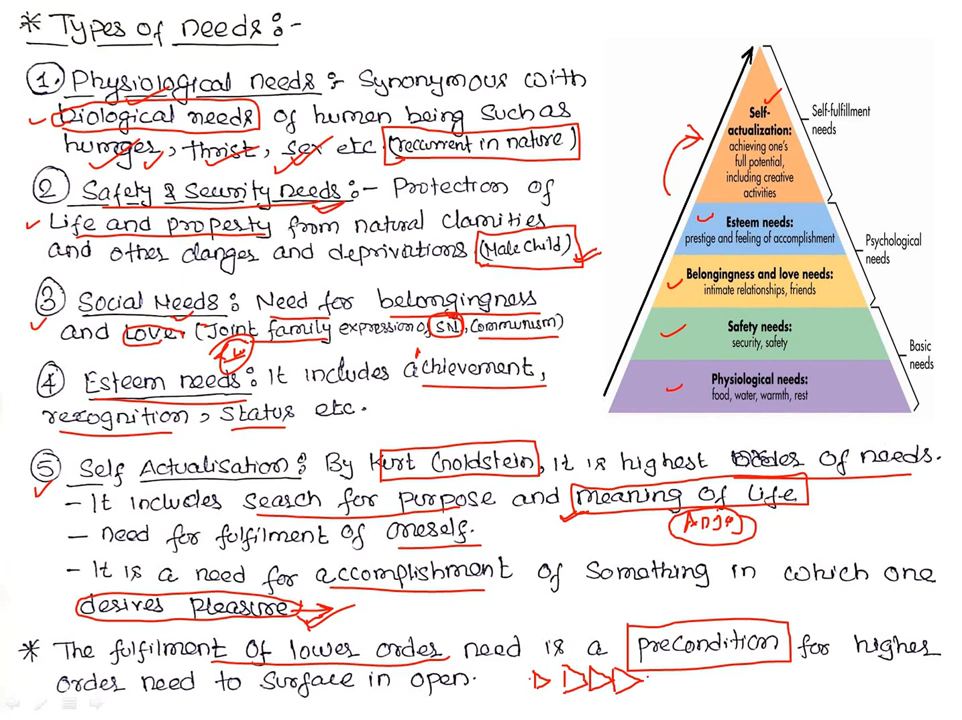 * Types of needs:-
1. Physiological needs :- Synonymous with
biological needs of human being such as
hunger, thrist, sex etc (recurrent in nature)
2 Safety & Security needs :- Protection of
Life and property from natural clamities
and other danges and deprivations (Male child)
3 Social Needs : Need for belongingness
and Love. (Joint family expression, SN, Communism)
4 Esteem needs : It includes achievement,
recognition, status etc.
5 Self Actualisation : By Kurt Goldstein, it is highest order of needs.
- It includes search for purpose and meaning of life
- need for fulfilment of oneself.
- It is a need for accomplishment of something in which one
desires pleasure
* The fulfilment of lower order need is a precondition for higher
order need to surface in open.
Self-
actualization:
achieving one's
full potential,
including creative
activities
Self-fulfillment
needs
Esteem needs:
prestige and feeling of accomplishment
Belongingness and love needs:
intimate relationships, friends
Psychological
needs
Safety needs:
security, safety
Physiological needs:
food, water, warmth, rest
Basic
needs